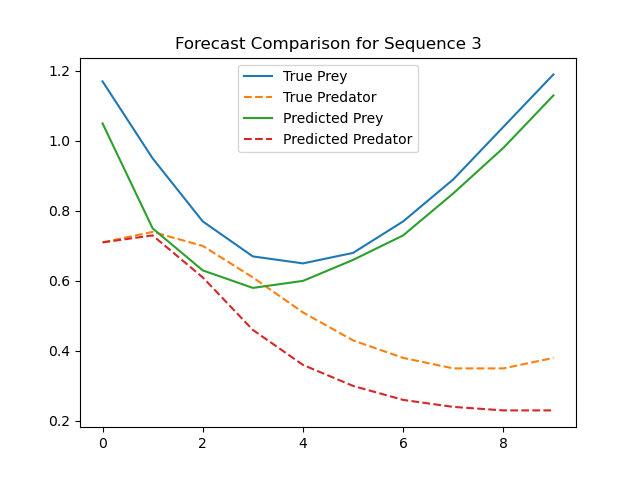 Forecast Comparison for Sequence 3
True Prey
True Predator
Predicted Prey
Predicted Predator
1.2
1.0
0.8
0.6
0.4
0.2
0 2 4 6 8